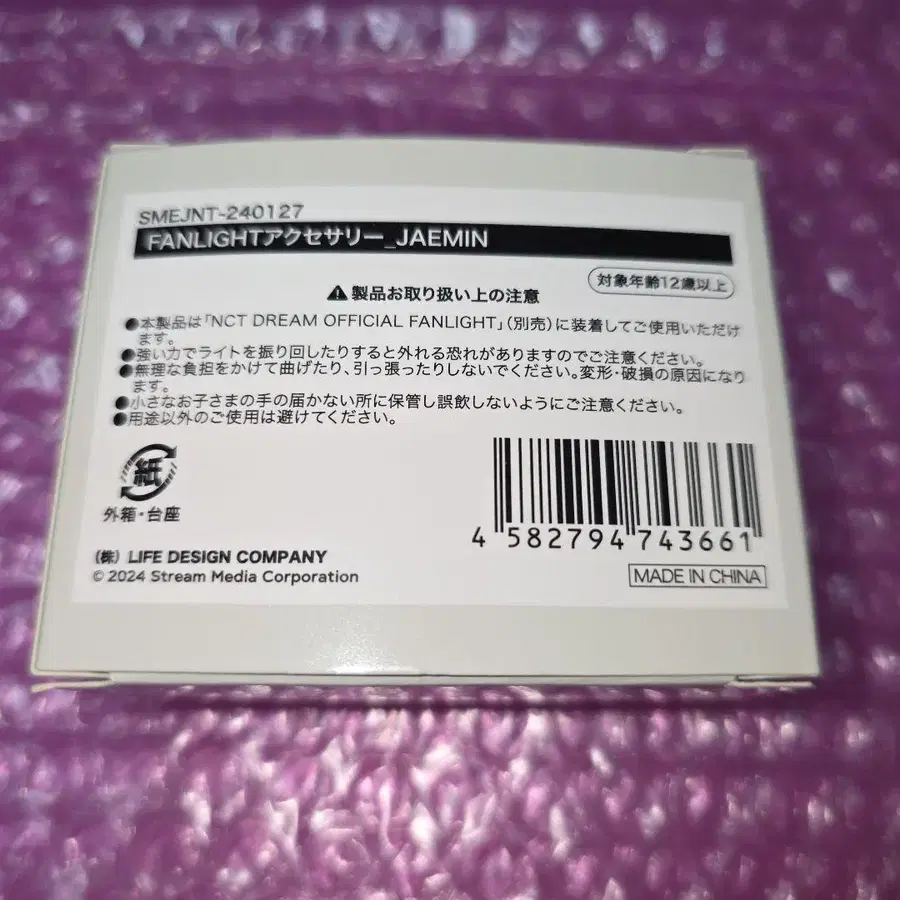 SMEJNT-240127
FANLIGHTアクセサリー_JAEMIN
対象年齢12歳以上
製品お取り扱い上の注意
●本製品は「NCT DREAM OFFICIAL FANLIGHT」(別売)に装着してご使用いただけ
ます。
●強い力でライトを振り回したりすると外れる恐れがありますのでご注意ください。
●無理な負担をかけて曲げたり、引っ張ったりしないでください。変形・破損の原因になり
ます。
●小さなお子さまの手の届かない所に保管し誤飲しないようにご注意ください。
●用途以外のご使用は避けてください。
紙
外箱・台座
4 582794 743661
(株) LIFE DESIGN COMPANY
© 2024 Stream Media Corporation
MADE IN CHINA